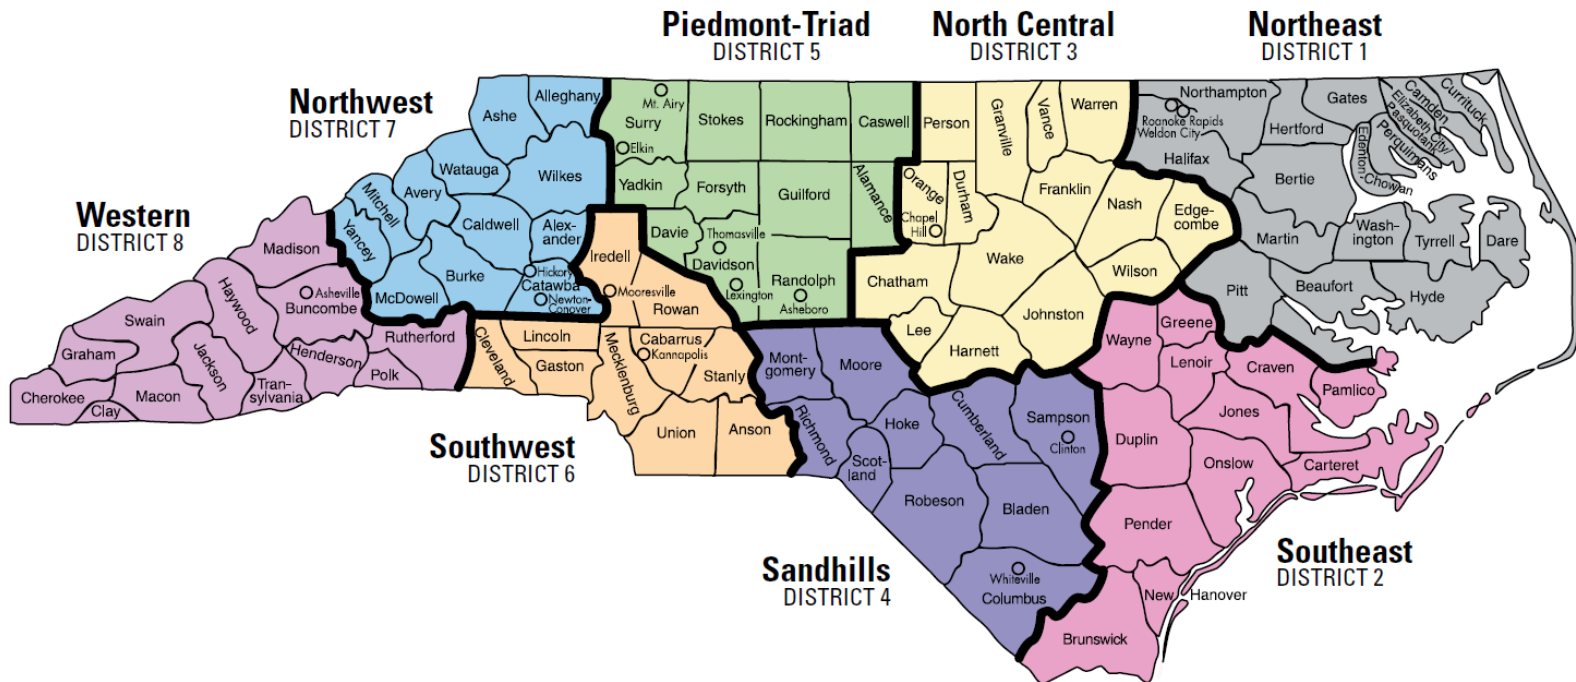 Piedmont-Triad
DISTRICT 5
North Central
DISTRICT 3
Northeast
DISTRICT 1
Northwest
DISTRICT 7
Western
DISTRICT 8
Southwest
DISTRICT 6
Sandhills
DISTRICT 4
Southeast
DISTRICT 2
Ashe
Alleghany
Watauga
Wilkes
Avery
Mitchell
Yancey
Caldwell
Alex-
ander
Burke
McDowell
Hickory
Catawba
Newton-
Conover
Madison
Haywood
Asheville
Buncombe
Swain
Graham
Jackson
Henderson
Rutherford
Polk
Tran-
sylvania
Cherokee
Clay
Macon
Mt. Airy
Surry
Elkin
Stokes
Rockingham
Caswell
Yadkin
Forsyth
Guilford
Alamance
Davie
Thomasville
Davidson
Lexington
Randolph
Asheboro
Iredell
Mooresville
Rowan
Cleveland
Lincoln
Gaston
Mecklenburg
Cabarrus
Kannapolis
Stanly
Union
Anson
Person
Granville
Vance
Warren
Orange
Chapel
Hill
Durham
Franklin
Nash
Edge-
combe
Wake
Chatham
Wilson
Johnston
Lee
Harnett
Mont-
gomery
Moore
Richmond
Hoke
Scot-
land
Cumberland
Sampson
Clinton
Robeson
Bladen
Whiteville
Columbus
Northampton
Roanoke Rapids
Weldon City
Halifax
Gates
Hertford
Bertie
Camden
Currituck
Elizabeth City/
Pasquotank
Perquimans
Edenton-
Chowan
Martin
Wash-
ington
Tyrrell
Dare
Pitt
Beaufort
Hyde
Wayne
Greene
Lenoir
Craven
Pamlico
Jones
Duplin
Onslow
Carteret
Pender
New Hanover
Brunswick